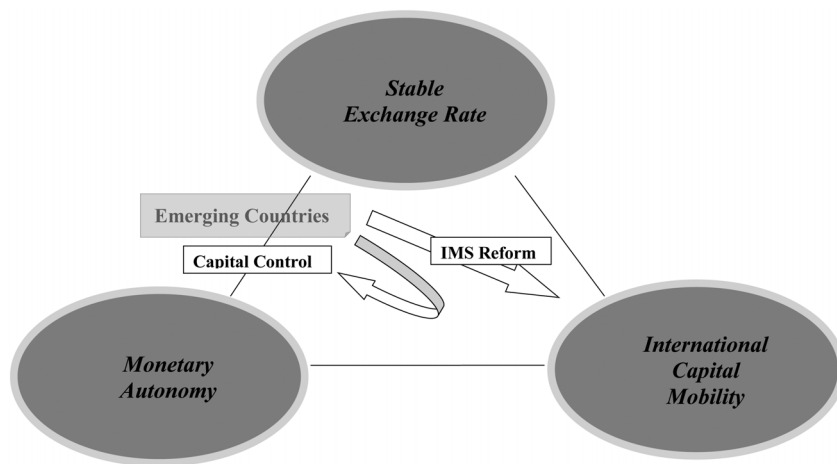 Stable
Exchange Rate
Emerging Countries
Capital Control
IMS Reform
Monetary
Autonomy
International
Capital
Mobility